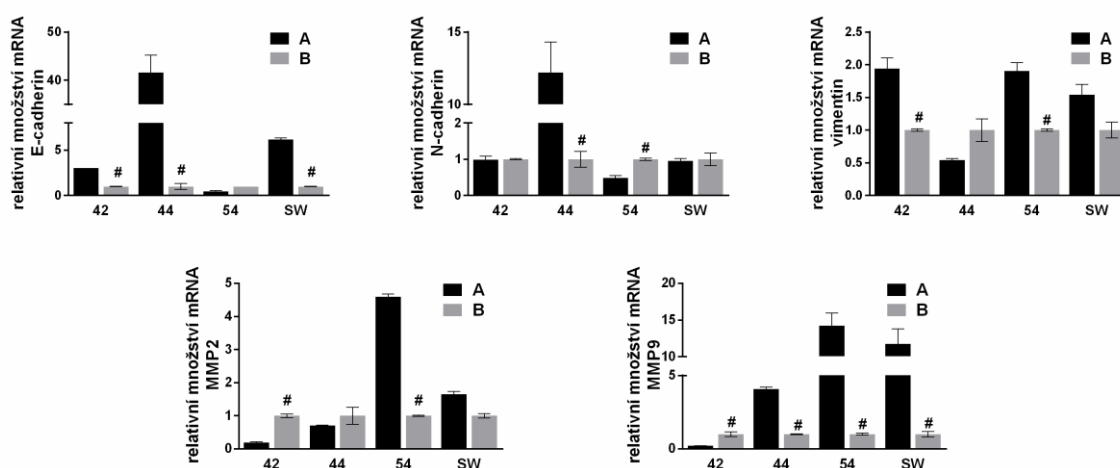 relativní množství mRNA
E-cadherin
50
40
5
0
A
B
#
#
#
42 44 54 SW
relativní množství mRNA
N-cadherin
15
10
2
1
0
A
B
#
#
42 44 54 SW
relativní množství mRNA
vimentin
2.5
2.0
1.5
1.0
0.5
0.0
A
B
#
#
42 44 54 SW
relativní množství mRNA
MMP2
5
4
3
2
1
0
A
B
#
#
42 44 54 SW
relativní množství mRNA
MMP9
20
15
10
5
0
A
B
#
#
#
#
42 44 54 SW